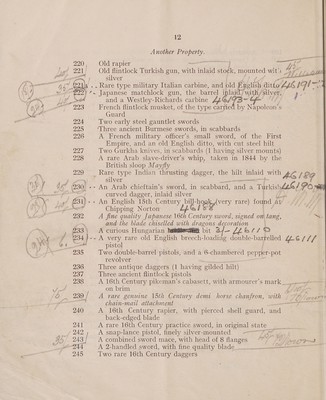 12
Another Property.
220 Old rapier
221 Old flintlock Turkish gun, with inlaid stock, mounted with silver
Rare type military Italian carbine, and old English ditto 46191-
222 Japanese matchlock gun, the barrel inlaid with silver,
and a Westley-Richards carbine 46193-4
223 French flintlock musket, of the type carried by Napoleon's
Guard
224 Two early steel gauntlet swords
225 Three ancient Burmese swords, in scabbards
226 A French military officer's small sword, of the First
Empire, and an old English ditto, with cut steel hilt
227 Two Gurkha knives, in scabbards (1 having silver mounts)
228 A rare Arab slave-driver's whip, taken in 1844 by the
British sloop Mayfly
229 Rare type Indian thrusting dagger, the hilt inlaid with
silver 46189
230 An Arab chieftain's sword, in scabbard, and a Turkish 46190
curved dagger, inlaid silver
231 An English 15th Century bill-hook (very rare) found at
Chipping Norton 46188
232 A fine quality Japanese 16th Century sword, signed on tang,
and the blade chiselled with dragons decoration
233 A curious Hungarian bit 46110
234 A very rare old English breech-loading double-barrelled 46111
pistol
235 Two double-barrel pistols, and a 6-chambered pepper-pot
revolver
236 Three antique daggers (1 having gilded hilt)
237 Three ancient flintlock pistols
238 A 16th Century pikeman's cabasset, with armourer's mark
on brim
239 A rare genuine 15th Century demi horse chanfron, with
chain-mail attachment
240 A 16th Century rapier, with pierced shell guard, and
back-edged blade
241 A rare 16th Century practice sword, in original state
242 A snap-lance pistol, finely silver-mounted
243 A combined sword mace, with head of 8 flanges
244 A 2-handled sword, with fine quality blade
245 Two rare 16th Century daggers